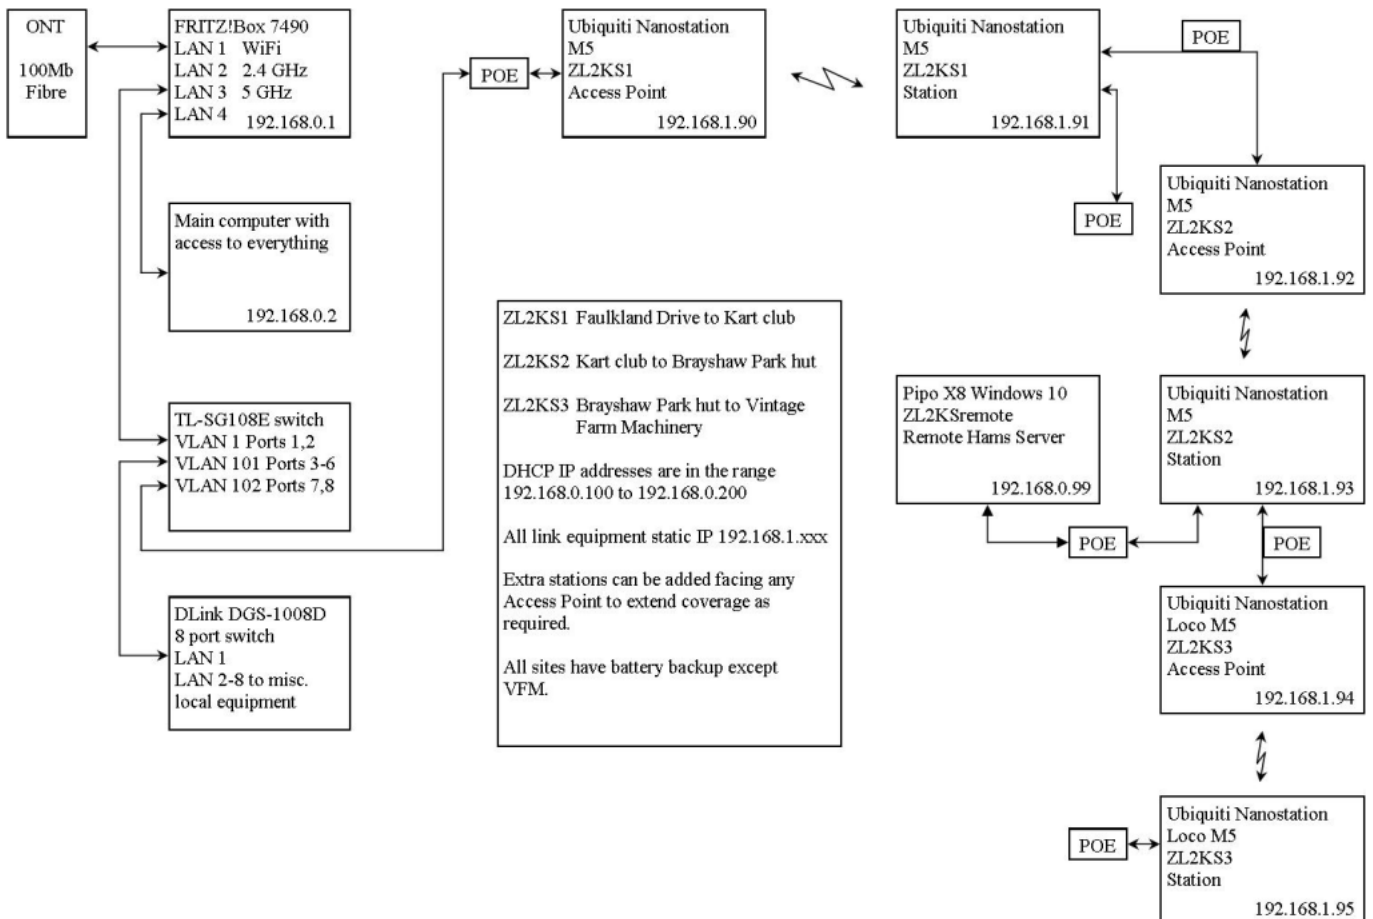 ONT
100Mb
Fibre
FRITZ!Box 7490
LAN 1 WiFi
LAN 2 2.4 GHz
LAN 3 5 GHz
LAN 4 192.168.0.1
POE
Ubiquiti Nanostation
M5
ZL2KS1
Access Point
192.168.1.90
Ubiquiti Nanostation
M5
ZL2KS1
Station
192.168.1.91
POE
POE
Ubiquiti Nanostation
M5
ZL2KS2
Access Point
192.168.1.92
Main computer with
access to everything
192.168.0.2
ZL2KS1 Faulkland Drive to Kart club
ZL2KS2 Kart club to Brayshaw Park hut
ZL2KS3 Brayshaw Park hut to Vintage
Farm Machinery
DHCP IP addresses are in the range
192.168.0.100 to 192.168.0.200
All link equipment static IP 192.168.1.xxx
Extra stations can be added facing any
Access Point to extend coverage as
required.
All sites have battery backup except
VFM.
Pipo X8 Windows 10
ZL2KSremote
Remote Hams Server
192.168.0.99
Ubiquiti Nanostation
M5
ZL2KS2
Station
192.168.1.93
TL-SG108E switch
VLAN 1 Ports 1,2
VLAN 101 Ports 3-6
VLAN 102 Ports 7,8
POE
POE
DLink DGS-1008D
8 port switch
LAN 1
LAN 2-8 to misc.
local equipment
Ubiquiti Nanostation
Loco M5
ZL2KS3
Access Point
192.168.1.94
POE
Ubiquiti Nanostation
Loco M5
ZL2KS3
Station
192.168.1.95